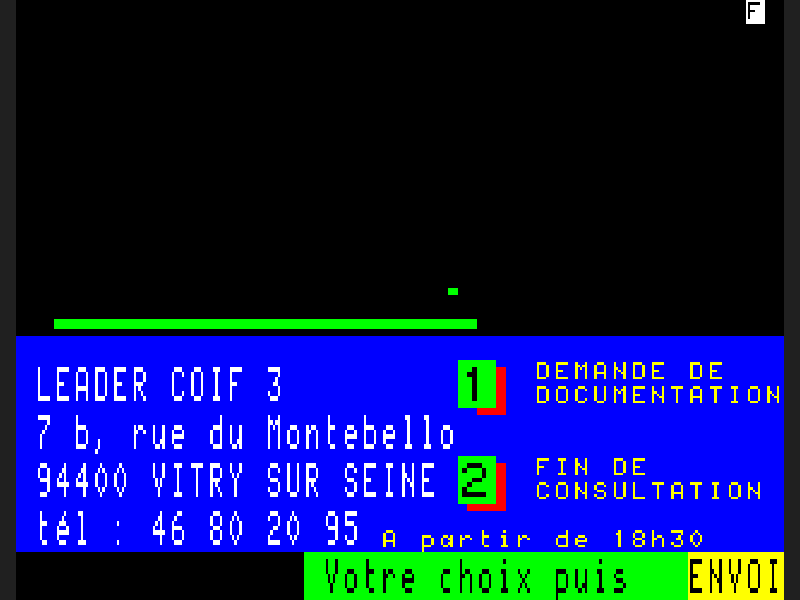 F
LEADER COIF 3
7 b, rue du Montebello
94400 VITRY SUR SEINE
tél : 46 80 20 95
1 DEMANDE DE
DOCUMENTATION
2 FIN DE
CONSULTATION
A partir de 18h30
Votre choix puis ENVOI